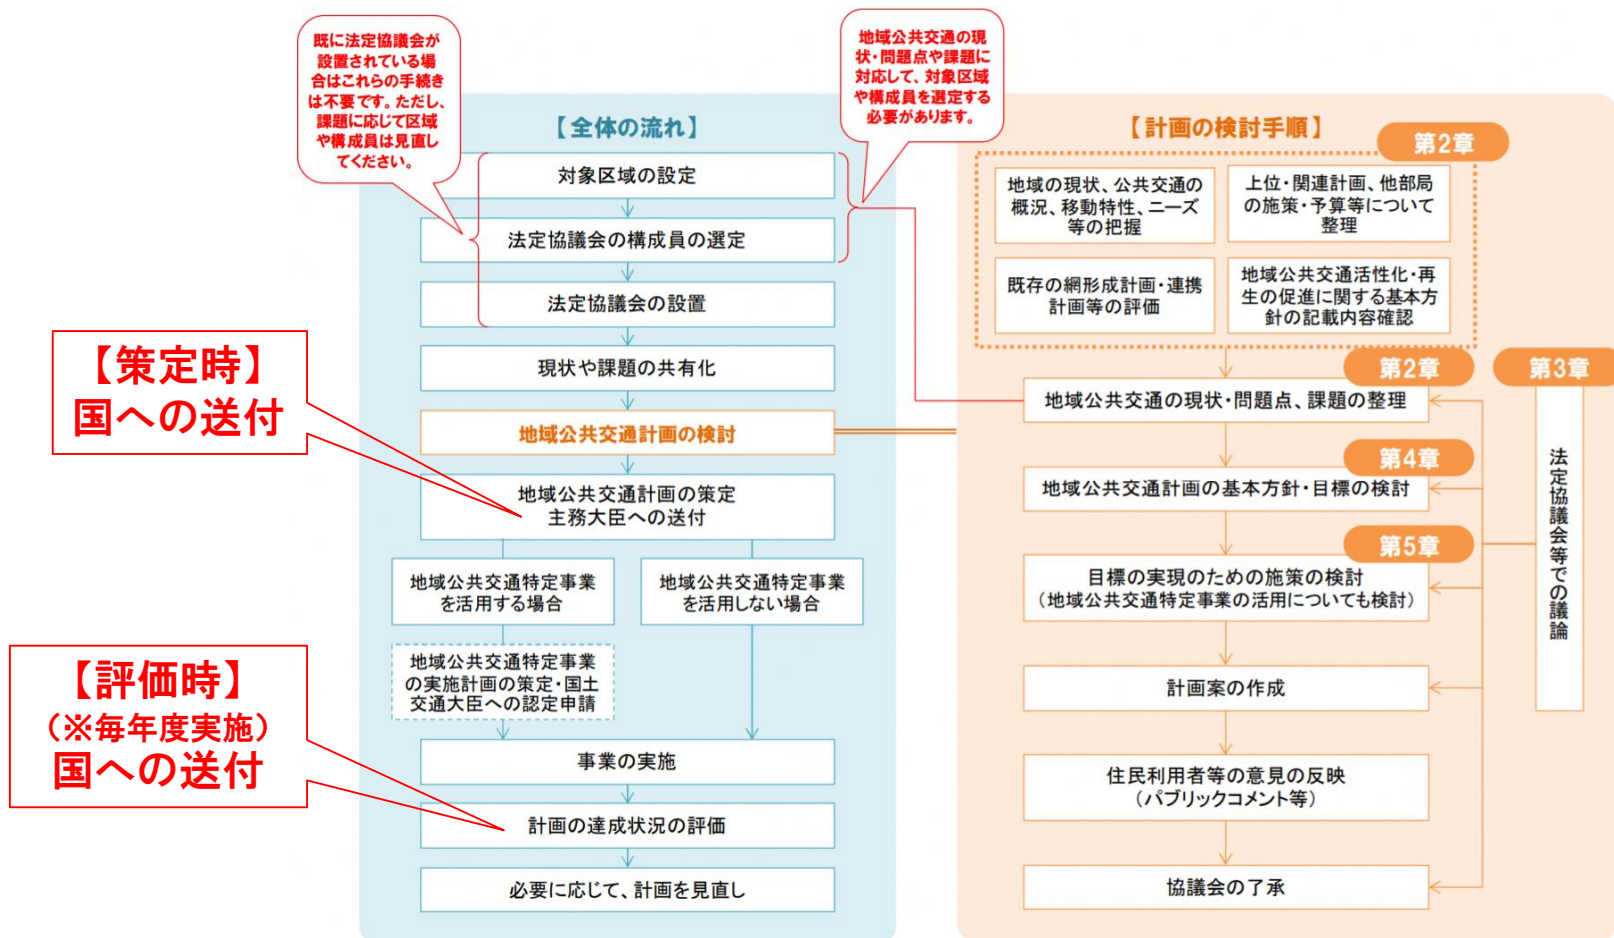 既に法定協議会が
設置されている場
合はこれらの手続き
は不要です。ただし、
課題に応じて区域
や構成員は見直し
てください。
地域公共交通の現
状・問題点や課題に
対応して、対象区域
や構成員を選定する
必要があります。
【全体の流れ】
対象区域の設定
法定協議会の構成員の選定
法定協議会の設置
現状や課題の共有化
地域公共交通計画の検討
地域公共交通計画の策定
主務大臣への送付
地域公共交通特定事業
を活用する場合
地域公共交通特定事業
を活用しない場合
地域公共交通特定事業
の実施計画の策定・国土
交通大臣への認定申請
事業の実施
計画の達成状況の評価
必要に応じて、計画を見直し
【策定時】
国への送付
【評価時】
（※毎年度実施）
国への送付
【計画の検討手順】
第2章
地域の現状、公共交通の
概況、移動特性、ニーズ
等の把握
上位・関連計画、他部局
の施策・予算等について
整理
既存の網形成計画・連携
計画等の評価
地域公共交通活性化・再
生の促進に関する基本方
針の記載内容確認
第2章
地域公共交通の現状・問題点、課題の整理
第4章
地域公共交通計画の基本方針・目標の検討
第5章
目標の実現のための施策の検討
（地域公共交通特定事業の活用についても検討）
計画案の作成
住民利用者等の意見の反映
（パブリックコメント等）
協議会の了承
第3章
法定協議会等での議論